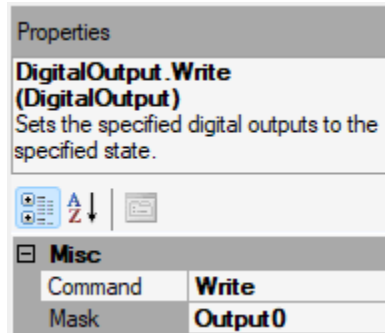 Properties
DigitalOutput.Write
(DigitalOutput)
Sets the specified digital outputs to the
specified state.
A
Z
Misc
Command Write
Mask Output0